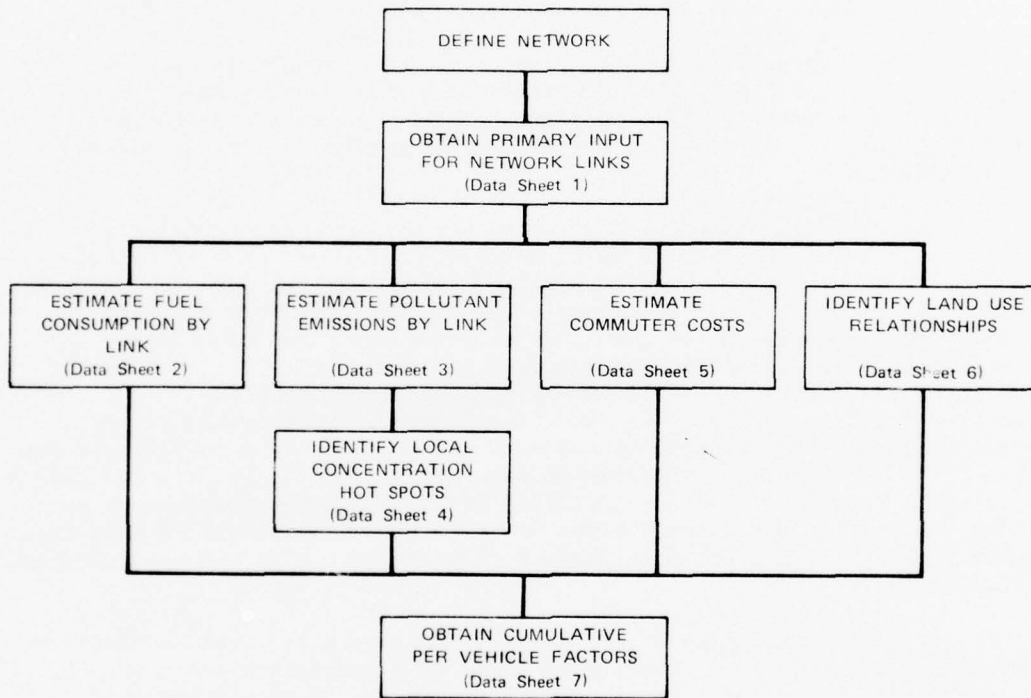 DEFINE NETWORK
OBTAIN PRIMARY INPUT
FOR NETWORK LINKS
(Data Sheet 1)
ESTIMATE FUEL
CONSUMPTION BY
LINK
(Data Sheet 2)
ESTIMATE POLLUTANT
EMISSIONS BY LINK
(Data Sheet 3)
ESTIMATE
COMMUTER COSTS
(Data Sheet 5)
IDENTIFY LAND USE
RELATIONSHIPS
(Data Sheet 6)
IDENTIFY LOCAL
CONCENTRATION
HOT SPOTS
(Data Sheet 4)
OBTAIN CUMULATIVE
PER VEHICLE FACTORS
(Data Sheet 7)